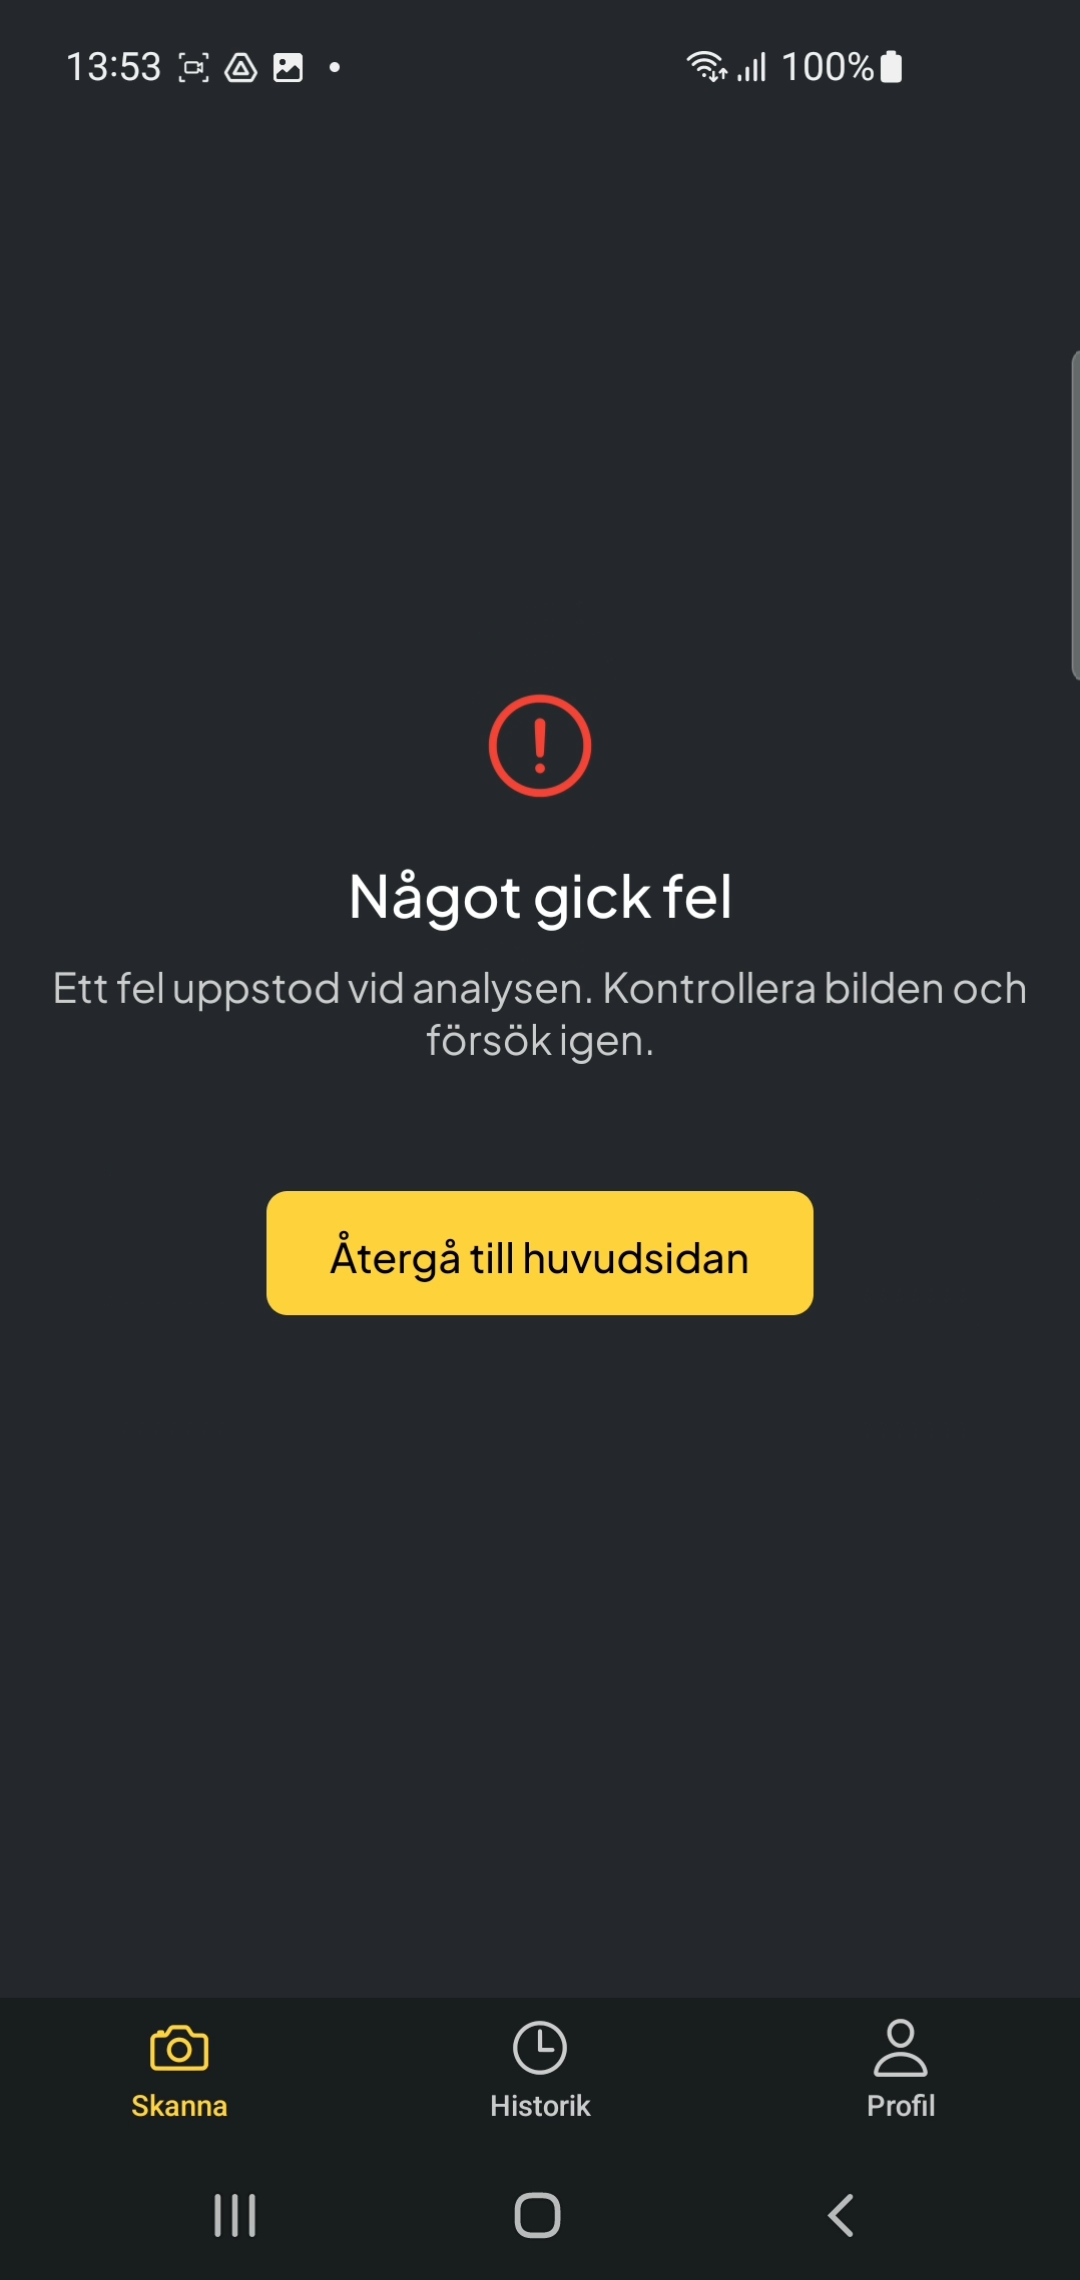 13:53
100%
Något gick fel
Ett fel uppstod vid analysen. Kontrollera bilden och
försök igen.
Återgå till huvudsidan
Skanna
Historik
Profil